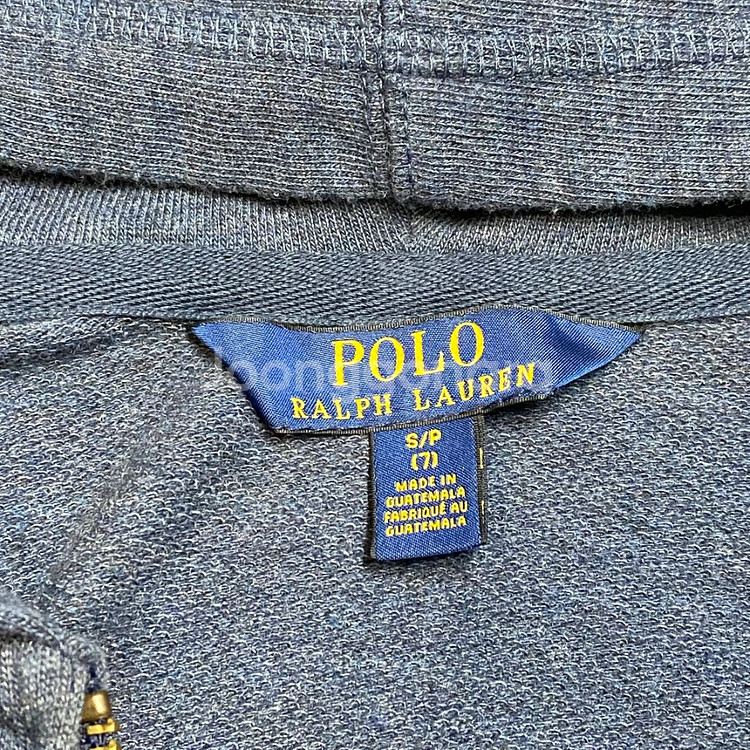 POLO
RALPH LAUREN
S/P
(7)
MADE IN
GUATEMALA
FABRIQUÉ AU
GUATEMALA